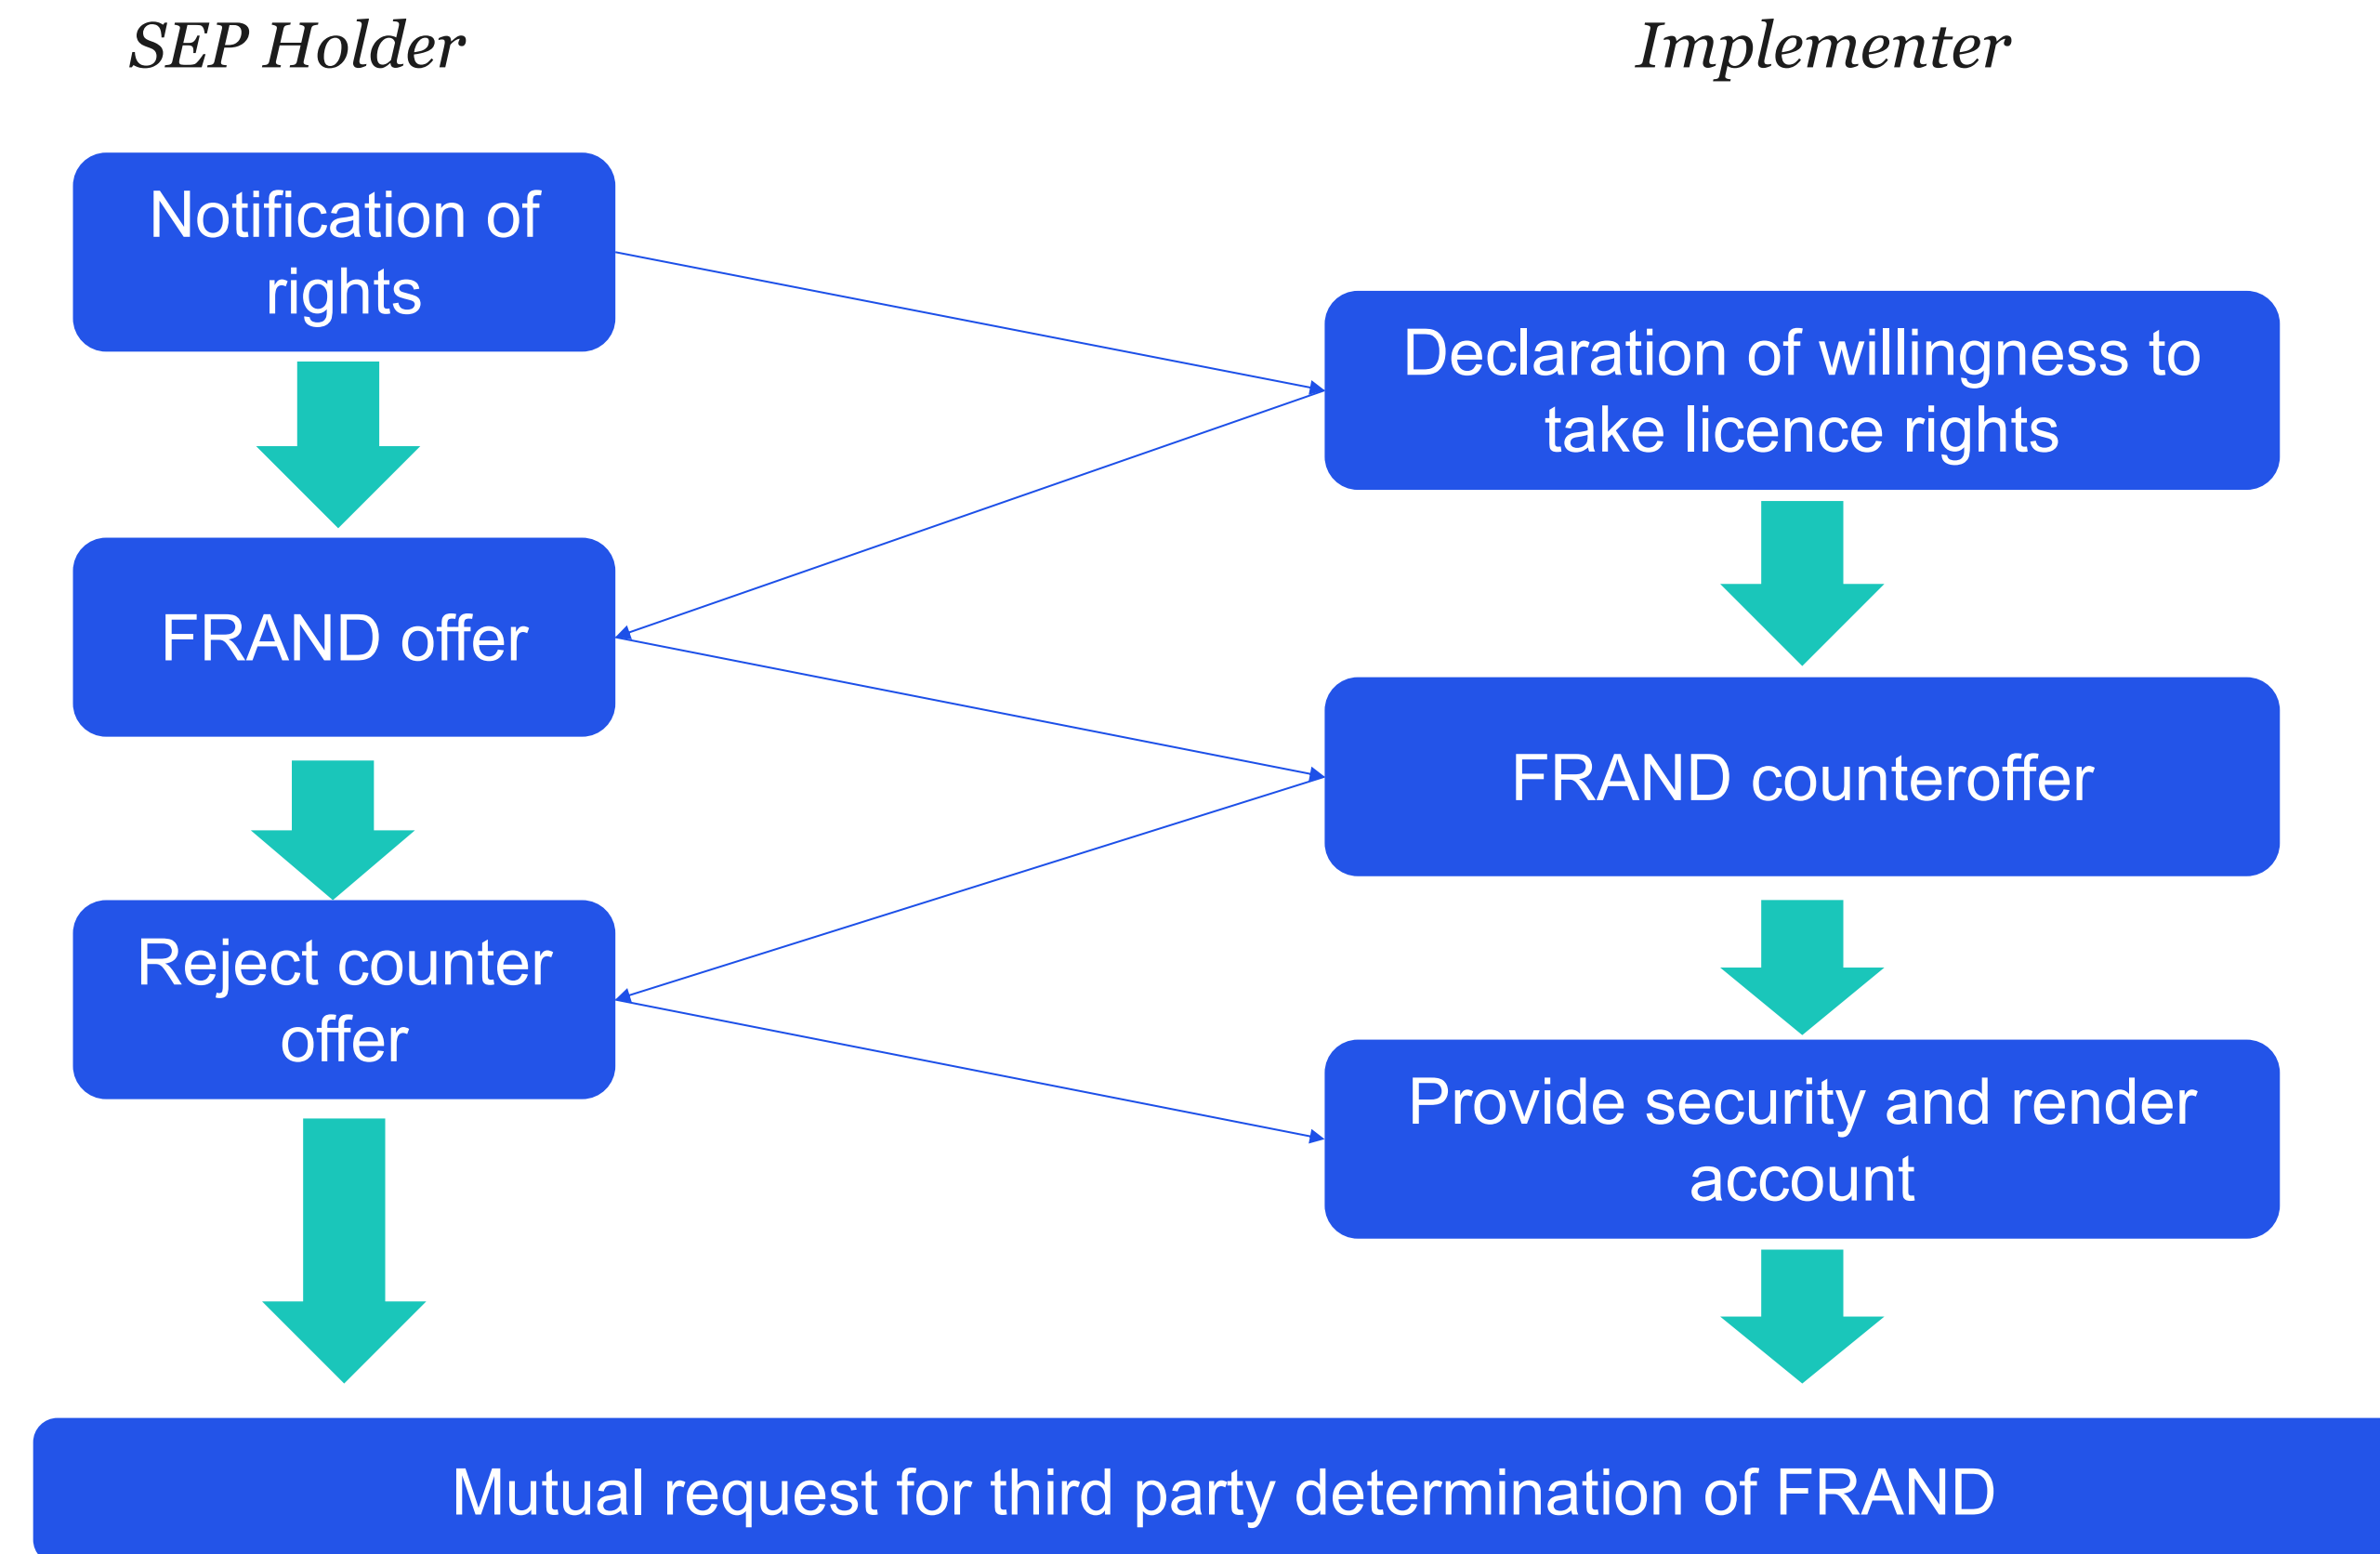 SEP Holder
Implementer
Notification of
rights
Declaration of willingness to
take licence rights
FRAND offer
FRAND counteroffer
Reject counter
offer
Provide security and render
account
Mutual request for third party determination of FRAND